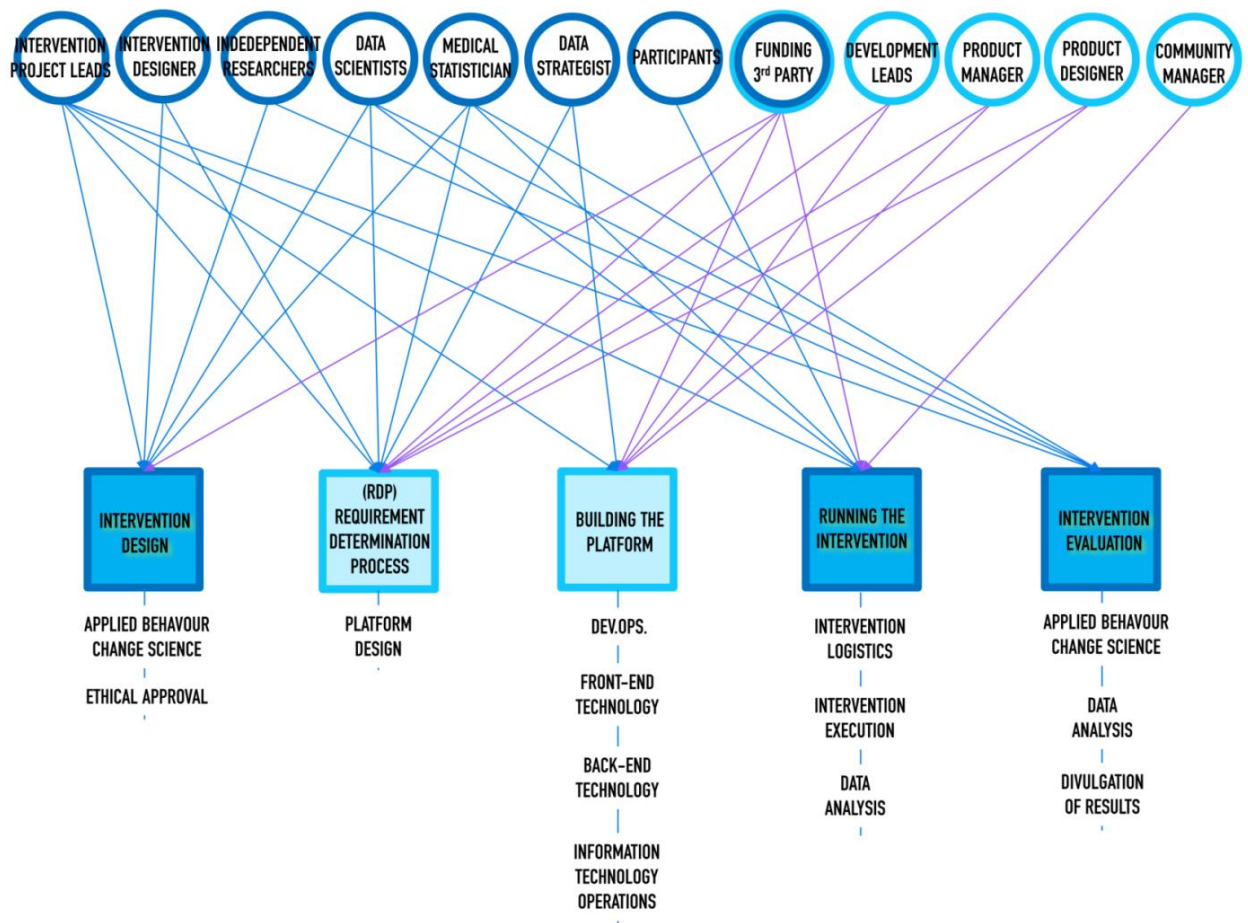 INTERVENTION
PROJECT LEADS
INTERVENTION
DESIGNER
INDEDEPENDENT
RESEARCHERS
DATA
SCIENTISTS
MEDICAL
STATISTICIAN
DATA
STRATEGIST
PARTICIPANTS
FUNDING
3rd PARTY
DEVELOPMENT
LEADS
PRODUCT
MANAGER
PRODUCT
DESIGNER
COMMUNITY
MANAGER
INTERVENTION
DESIGN
(RDP)
REQUIREMENT
DETERMINATION
PROCESS
BUILDING THE
PLATFORM
RUNNING THE
INTERVENTION
INTERVENTION
EVALUATION
APPLIED BEHAVOUR
CHANGE SCIENCE
ETHICAL APPROVAL
PLATFORM
DESIGN
DEV.OPS.
FRONT-END
TECHNOLOGY
BACK-END
TECHNOLOGY
INFORMATION
TECHNOLOGY
OPERATIONS
INTERVENTION
LOGISTICS
INTERVENTION
EXECUTION
DATA
ANALYSIS
APPLIED BEHAVOUR
CHANGE SCIENCE
DATA
ANALYSIS
DIVULGATION
OF RESULTS